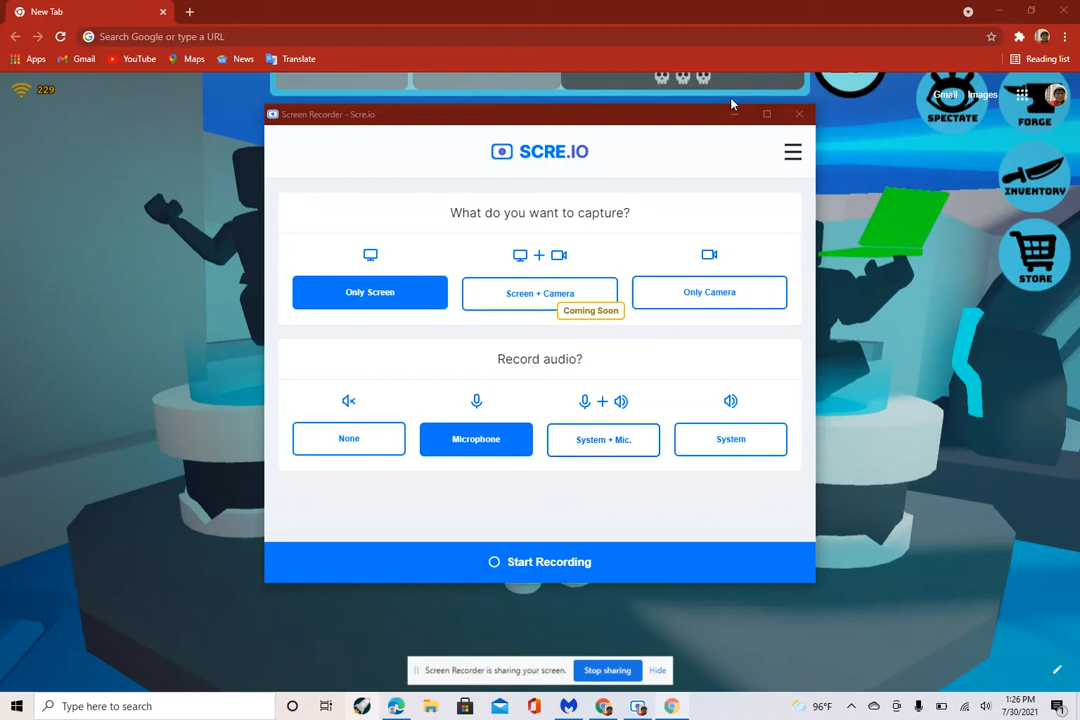 New Tab
Search Google or type a URL
Apps Gmail YouTube Maps News Translate Reading list
229
Gmail Images
SPECTATE
FORGE
INVENTORY
STORE
Screen Recorder - Scre.io
SCRE.IO
What do you want to capture?
Only Screen Screen + Camera Only Camera
Coming Soon
Record audio?
None Microphone System + Mic. System
Start Recording
Screen Recorder is sharing your screen. Stop sharing Hide
Type here to search
96°F
1:26 PM
7/30/2021
1